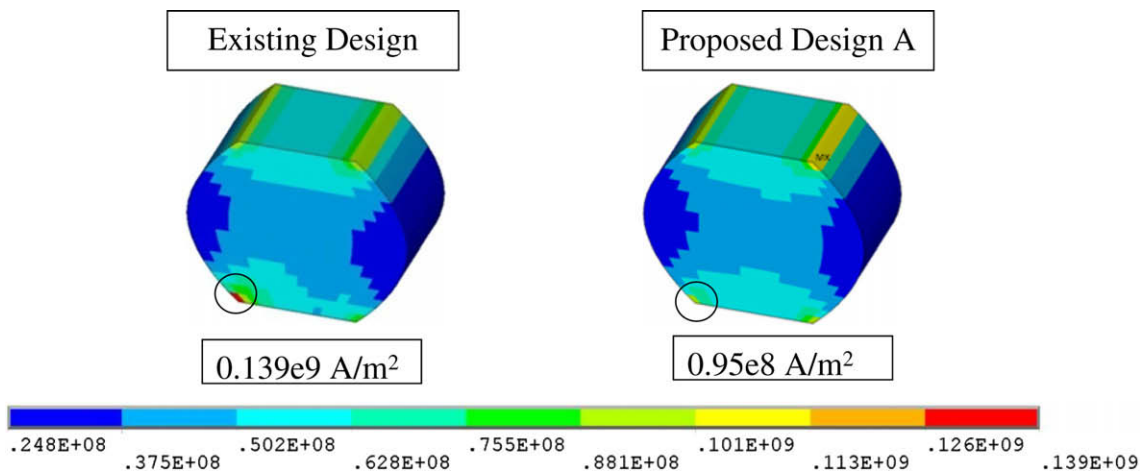 Existing Design
Proposed Design A
MX
0.139e9 A/m²
0.95e8 A/m²
.248E+08 .502E+08 .755E+08 .101E+09 .126E+09
.375E+08 .628E+08 .881E+08 .113E+09 .139E+09